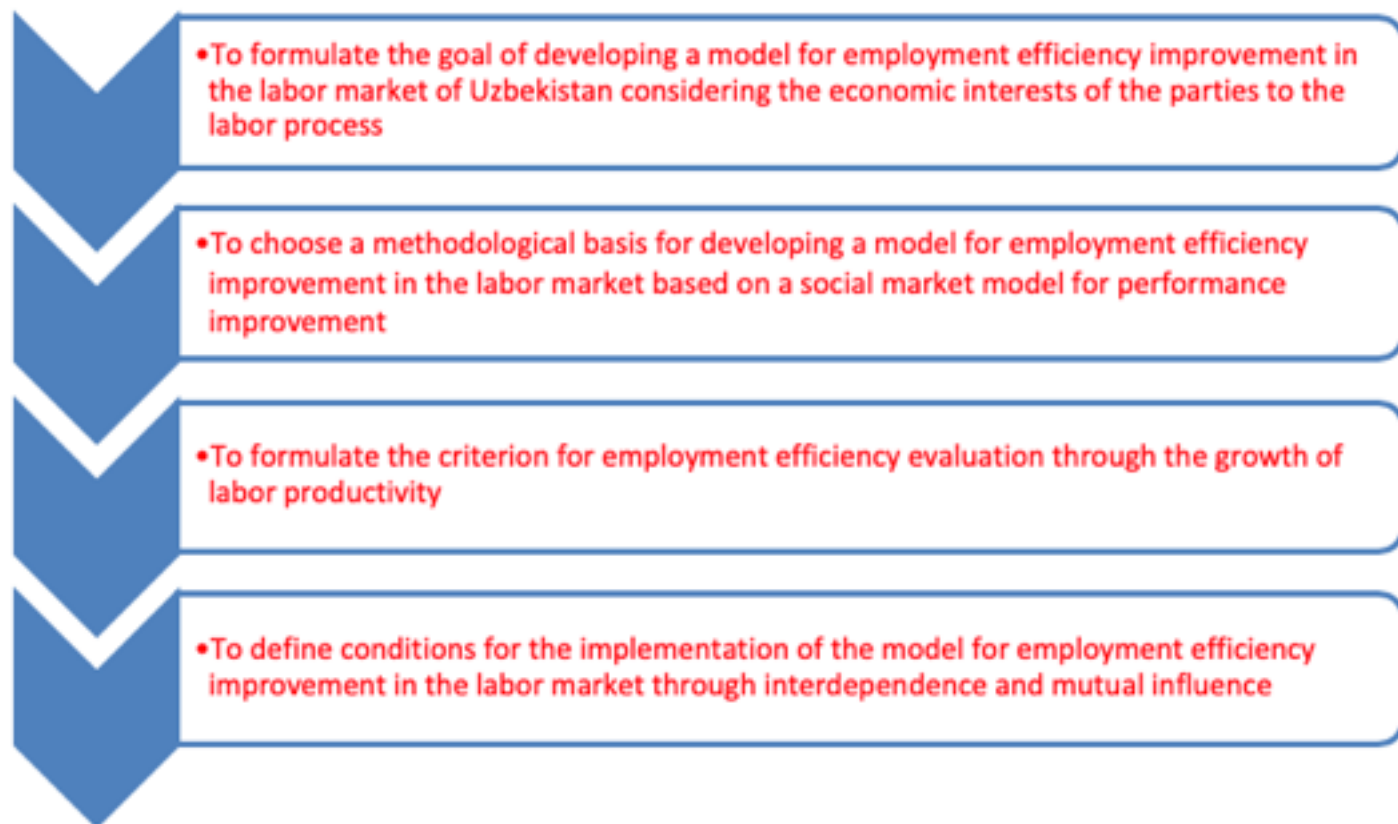 •To formulate the goal of developing a model for employment efficiency improvement in
the labor market of Uzbekistan considering the economic interests of the parties to the
labor process
•To choose a methodological basis for developing a model for employment efficiency
improvement in the labor market based on a social market model for performance
improvement
•To formulate the criterion for employment efficiency evaluation through the growth of
labor productivity
•To define conditions for the implementation of the model for employment efficiency
improvement in the labor market through interdependence and mutual influence